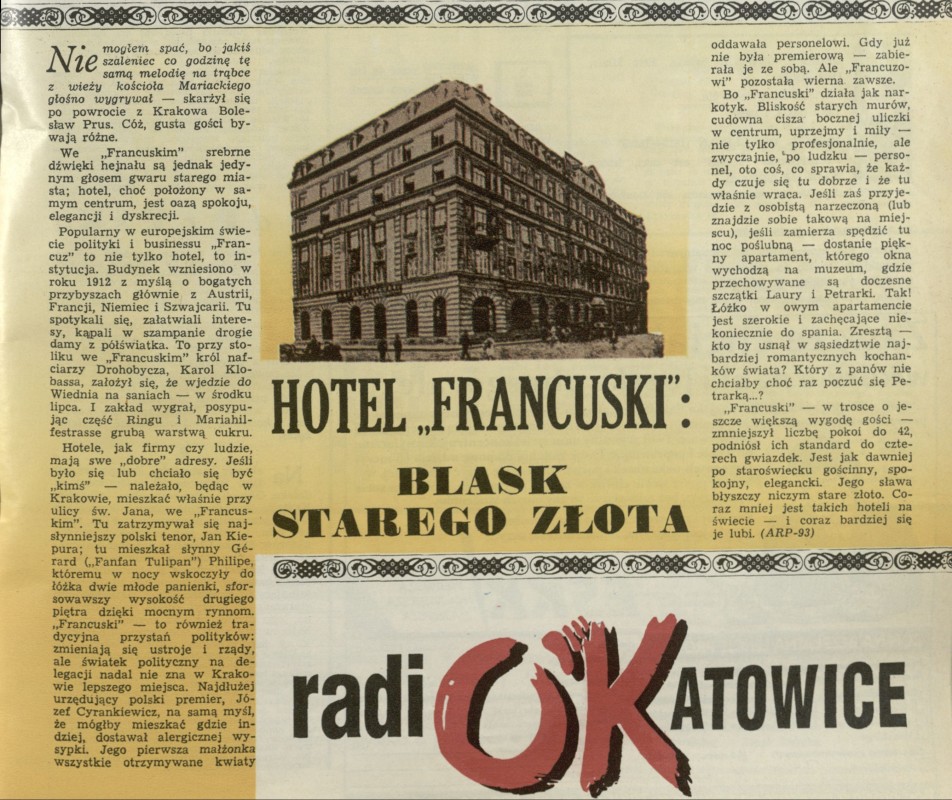 Nie mogłem spać, bo jakiś
szaleniec co godzinę tę
samą melodię na trąbce
z wieży kościoła Mariackiego
głośno wygrywał — skarżył się
po powrocie z Krakowa Bole-
sław Prus. Cóż, gusta gości by-
wają różne.
We „Francuskim” srebrne
dźwięki hejnału są jednak jedy-
nym głosem gwaru starego mia-
sta; hotel, choć położony w sa-
mym centrum, jest oazą spokoju,
elegancji i dyskrecji.
Popularny w europejskim świe-
cie polityki i businessu „Fran-
cuz” to nie tylko hotel, to in-
stytucja. Budynek wzniesiono w
roku 1912 z myślą o bogatych
przybyszach głównie z Austrii,
Francji, Niemiec i Szwajcarii. Tu
spotykali się, załatwiali intere-
sy, kąpali w szampanie drogie
damy z półświatka. To przy sto-
liku we „Francuskim” król naf-
ciarzy Drohobycza, Karol Klo-
bassa, założył się, że wjedzie do
Wiednia na saniach — w środku
lipca. I zakład wygrał, posypu-
jąc część Ringu i Mariahil-
festrasse grubą warstwą cukru.
Hotele, jak firmy czy ludzie,
mają swe „dobre” adresy. Jeśli
było się lub chciało się być
„kimś” — należało, będąc w
Krakowie, mieszkać właśnie przy
ulicy św. Jana, we „Francus-
kim”. Tu zatrzymywał się naj-
słynniejszy polski tenor, Jan Kie-
pura; tu mieszkał słynny Gé-
rard („Fanfan Tulipan”) Philipe,
któremu w nocy wskoczyły do
łóżka dwie młode panienki, sfor-
sowawszy wysokość drugiego
piętra dzięki mocnym rynnom.
„Francuski” — to również tra-
dycyjna przystań polityków:
zmieniają się ustroje i rządy,
ale światek polityczny na de-
legacji nadal nie zna w Krako-
wie lepszego miejsca. Najdłużej
urzędujący polski premier, Jó-
zef Cyrankiewicz, na samą myśl,
że mógłby mieszkać gdzie in-
dziej, dostawał alergicznej wy-
sypki. Jego pierwsza małżonka
wszystkie otrzymywane kwiaty
HOTEL „FRANCUSKI”:
BLASK
STAREGO ZŁOTA
oddawała personelowi. Gdy już
nie była premierową — zabie-
rała je ze sobą. Ale „Francuzo-
wi” pozostała wierna zawsze.
Bo „Francuski” działa jak nar-
kotyk. Bliskość starych murów,
cudowna cisza bocznej uliczki
w centrum, uprzejmy i miły —
nie tylko profesjonalnie, ale
zwyczajnie, po ludzku — perso-
nel, oto coś, co sprawia, że każ-
dy czuje się tu dobrze i że tu
właśnie wraca. Jeśli zaś przyje-
dzie z osobistą narzeczoną (lub
znajdzie sobie takową na miej-
scu), jeśli zamierza spędzić tu
noc poślubną — dostanie pięk-
ny apartament, którego okna
wychodzą na muzeum, gdzie
przechowywane są doczesne
szczątki Laury i Petrarki. Tak!
Łóżko w owym apartamencie
jest szerokie i zachęcające nie-
koniecznie do spania. Zresztą —
kto by usnął w sąsiedztwie naj-
bardziej romantycznych kochan-
ków świata? Który z panów nie
chciałby choć raz poczuć się Pe-
trarką...?
„Francuski” — w trosce o je-
szcze większą wygodę gości —
zmniejszył liczbę pokoi do 42,
podniósł ich standard do czte-
rech gwiazdek. Jest jak dawniej
po staroświecku gościnny, spo-
kojny, elegancki. Jego sława
błyszczy niczym stare złoto. Co-
raz mniej jest takich hoteli na
świecie — i coraz bardziej się
je lubi. (ARP-93)
radiO'KATOWICE